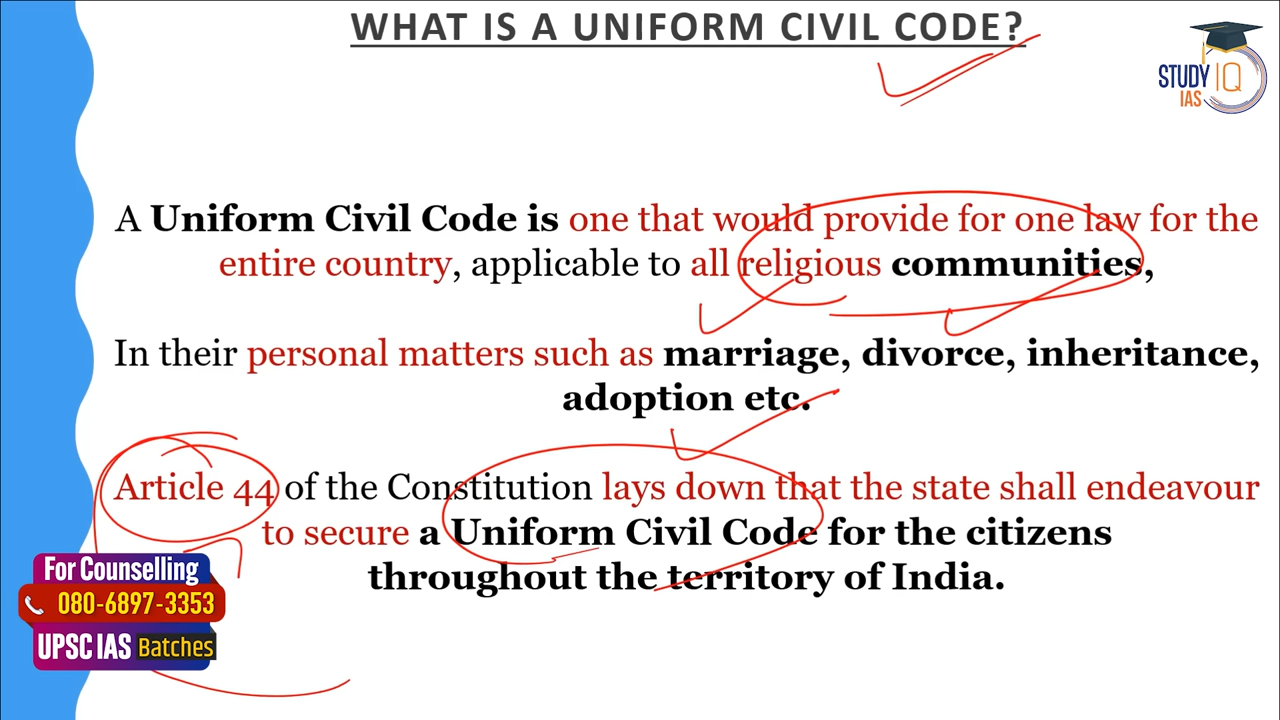 WHAT IS A UNIFORM CIVIL CODE?
STUDY IQ
IAS
A Uniform Civil Code is one that would provide for one law for the
entire country, applicable to all religious communities,
In their personal matters such as marriage, divorce, inheritance,
adoption etc.
Article 44 of the Constitution lays down that the state shall endeavour
to secure a Uniform Civil Code for the citizens
throughout the territory of India.
For Counselling
080-6897-3353
UPSC IAS Batches